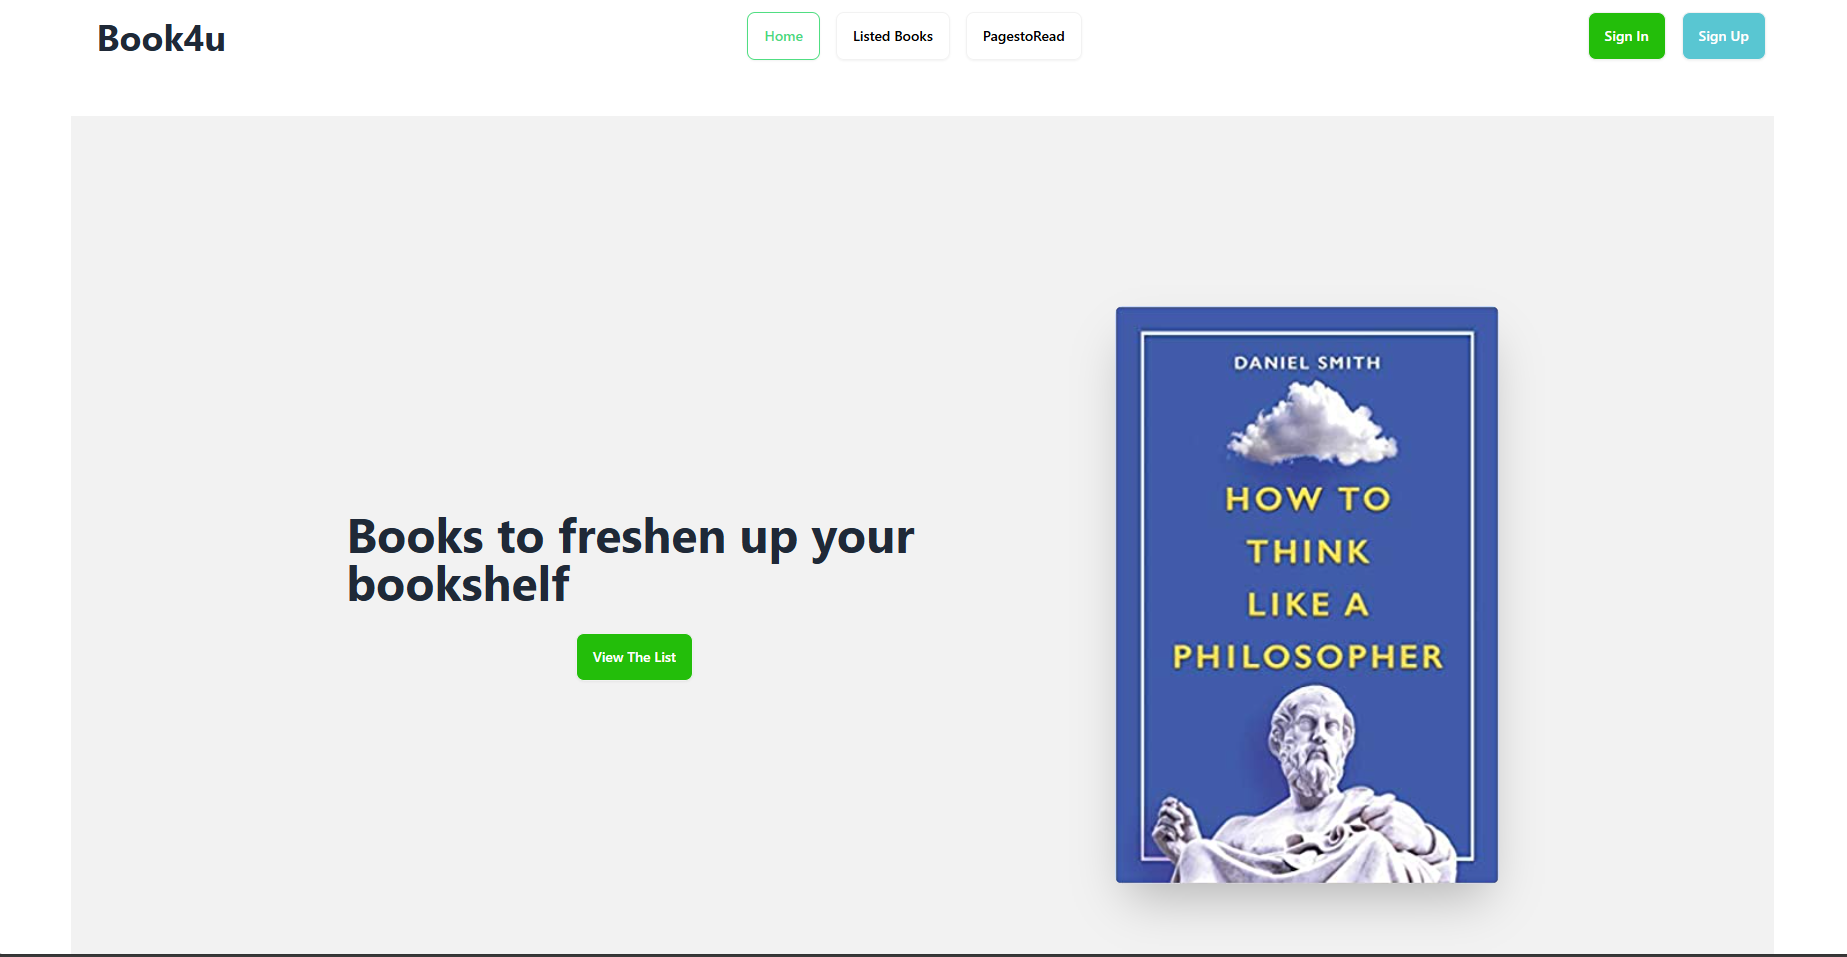 Book4u
Home
Listed Books
PagestoRead
Sign In
Sign Up
Books to freshen up your
bookshelf
View The List
DANIEL SMITH
HOW TO
THINK
LIKE A
PHILOSOPHER